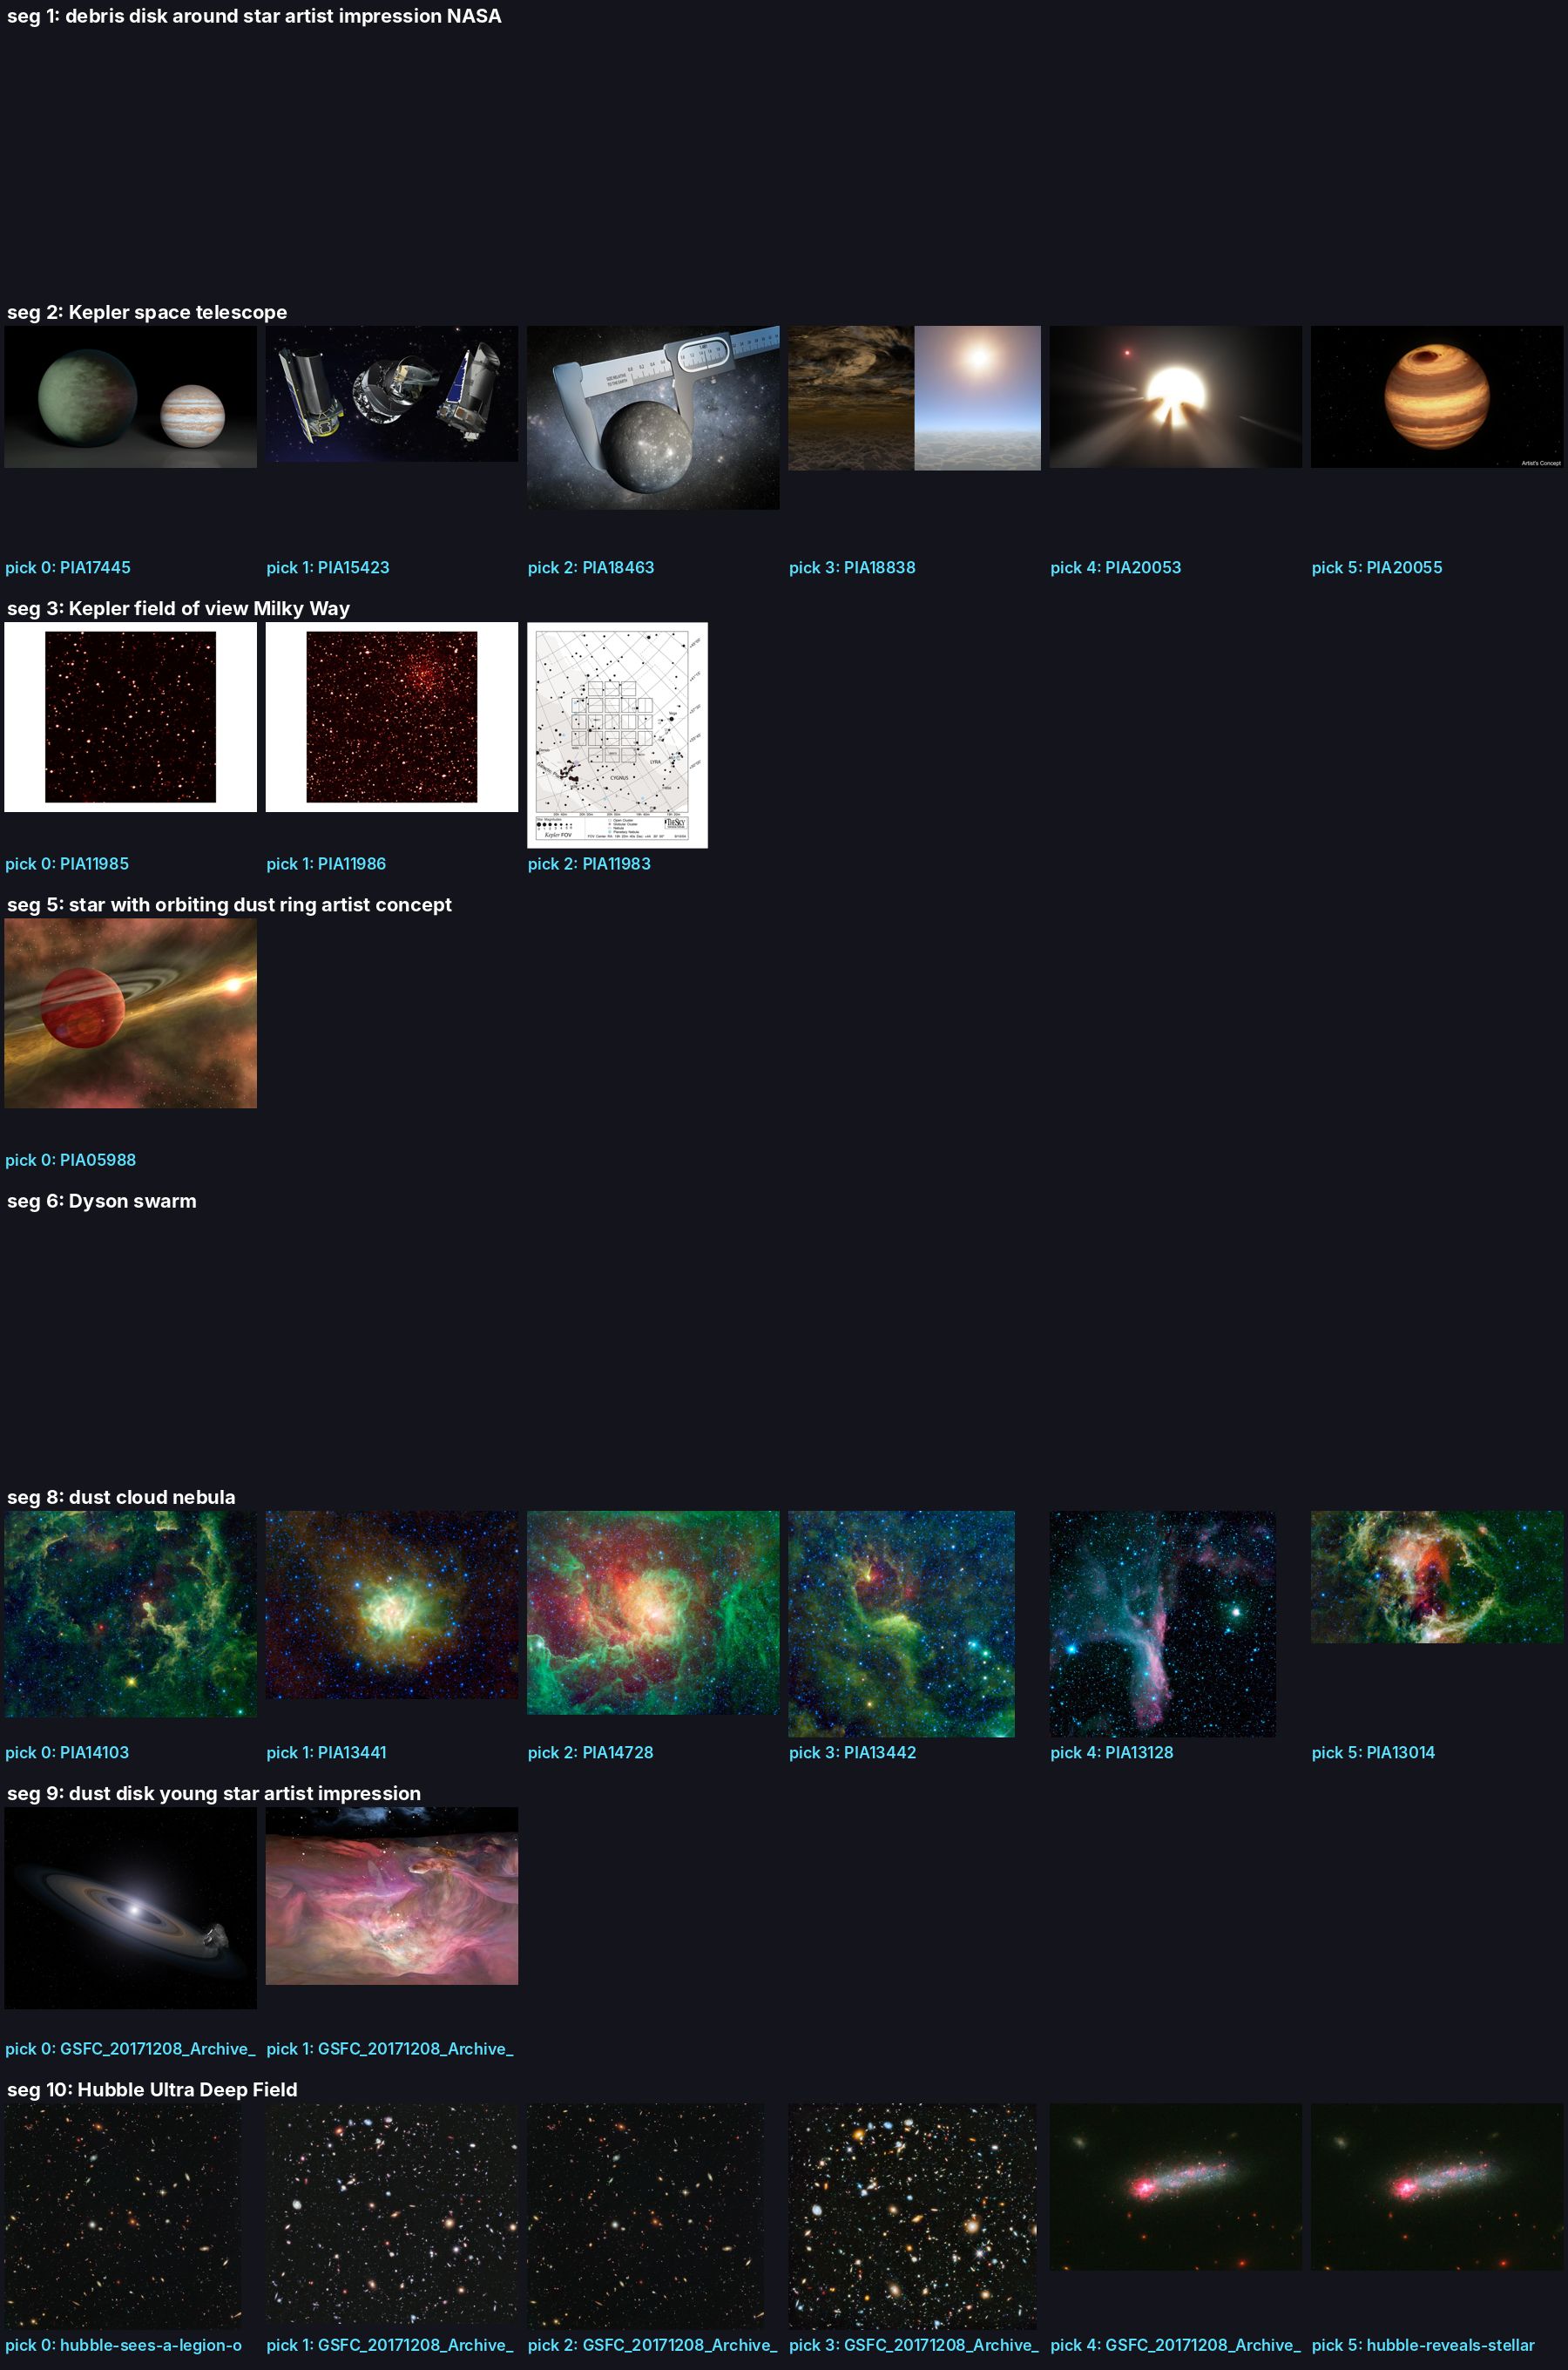 seg 1: debris disk around star artist impression NASA
seg 2: Kepler space telescope
Artist's Concept
pick 0: PIA17445
pick 1: PIA15423
pick 2: PIA18463
pick 3: PIA18838
pick 4: PIA20053
pick 5: PIA20055
seg 3: Kepler field of view Milky Way
LYRA
CYGNUS
Kepler FOV
pick 0: PIA11985
pick 1: PIA11986
pick 2: PIA11983
seg 5: star with orbiting dust ring artist concept
pick 0: PIA05988
seg 6: Dyson swarm
seg 8: dust cloud nebula
pick 0: PIA14103
pick 1: PIA13441
pick 2: PIA14728
pick 3: PIA13442
pick 4: PIA13128
pick 5: PIA13014
seg 9: dust disk young star artist impression
pick 0: GSFC_20171208_Archive_
pick 1: GSFC_20171208_Archive_
seg 10: Hubble Ultra Deep Field
pick 0: hubble-sees-a-legion-o
pick 1: GSFC_20171208_Archive_
pick 2: GSFC_20171208_Archive_
pick 3: GSFC_20171208_Archive_
pick 4: GSFC_20171208_Archive_
pick 5: hubble-reveals-stellar